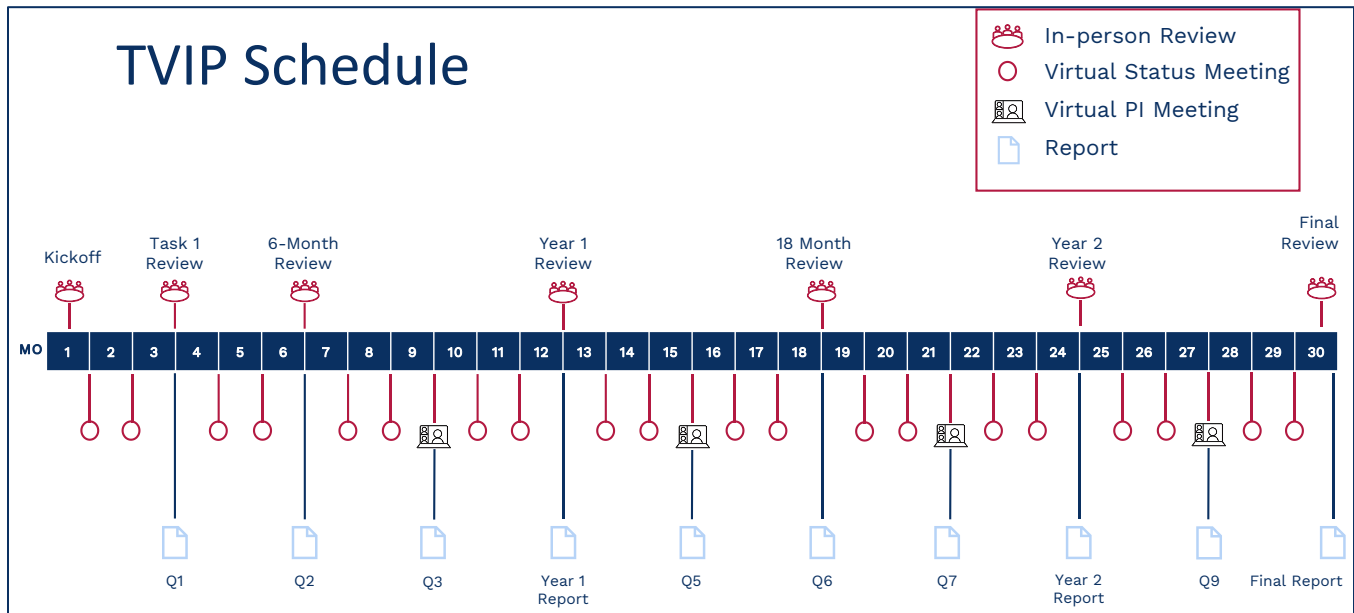 TVIP Schedule
In-person Review
Virtual Status Meeting
Virtual PI Meeting
Report
Kickoff
Task 1
Review
6-Month
Review
Year 1
Review
18 Month
Review
Year 2
Review
Final
Review
MO 1 2 3 4 5 6 7 8 9 10 11 12 13 14 15 16 17 18 19 20 21 22 23 24 25 26 27 28 29 30
Q1
Q2
Q3
Year 1
Report
Q5
Q6
Q7
Year 2
Report
Q9
Final Report